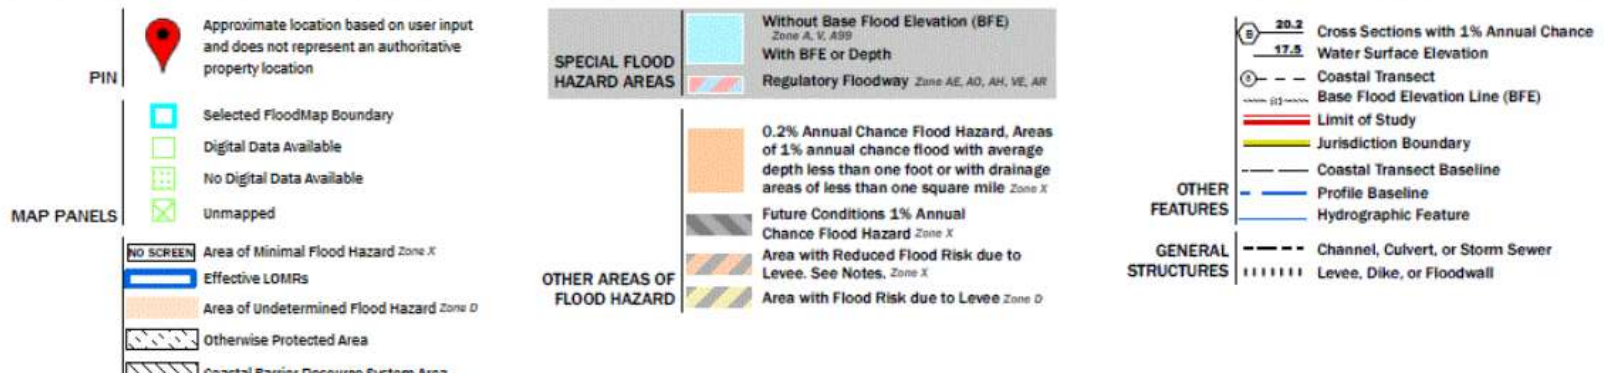 PIN
Approximate location based on user input
and does not represent an authoritative
property location
MAP PANELS
Selected FloodMap Boundary
Digital Data Available
No Digital Data Available
Unmapped
NO SCREEN Area of Minimal Flood Hazard Zone X
Effective LOMRs
Area of Undetermined Flood Hazard Zone D
Otherwise Protected Area
Coastal Barrier Resource System Area
SPECIAL FLOOD
HAZARD AREAS
Without Base Flood Elevation (BFE)
Zone A, V, A99
With BFE or Depth
Regulatory Floodway Zone AE, AO, AH, VE, AR
OTHER AREAS OF
FLOOD HAZARD
0.2% Annual Chance Flood Hazard, Areas
of 1% annual chance flood with average
depth less than one foot or with drainage
areas of less than one square mile Zone X
Future Conditions 1% Annual
Chance Flood Hazard Zone X
Area with Reduced Flood Risk due to
Levee. See Notes. Zone X
Area with Flood Risk due to Levee Zone D
OTHER
FEATURES
B 20.2 Cross Sections with 1% Annual Chance
17.5 Water Surface Elevation
Coastal Transect
Base Flood Elevation Line (BFE)
Limit of Study
Jurisdiction Boundary
Coastal Transect Baseline
Profile Baseline
Hydrographic Feature
GENERAL
STRUCTURES
Channel, Culvert, or Storm Sewer
Levee, Dike, or Floodwall